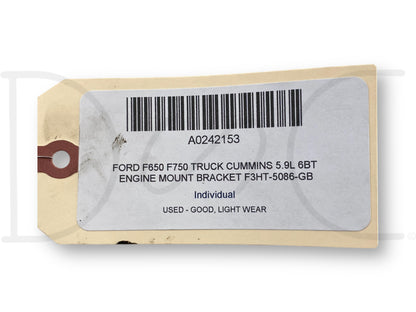 A0242153
FORD F650 F750 TRUCK CUMMINS 5.9L 6BT
ENGINE MOUNT BRACKET F3HT-5086-GB
Individual
USED - GOOD, LIGHT WEAR